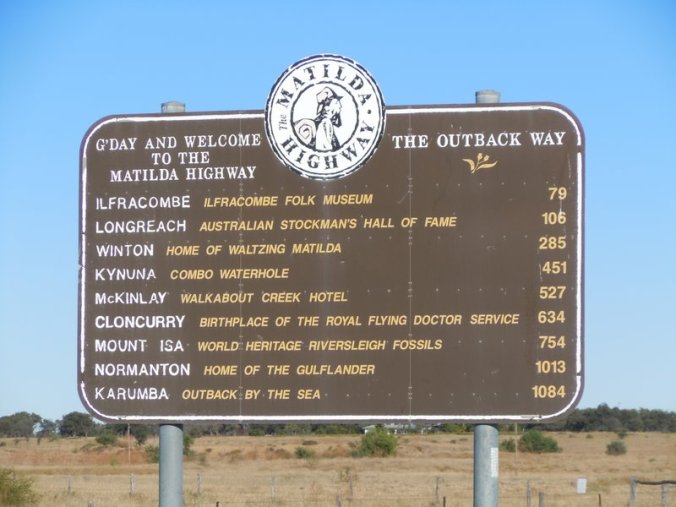 The MATILDA HIGHWAY
G'DAY AND WELCOME
TO THE
MATILDA HIGHWAY
THE OUTBACK WAY
ILFRACOMBE ILFRACOMBE FOLK MUSEUM 79
LONGREACH AUSTRALIAN STOCKMAN'S HALL OF FAME 106
WINTON HOME OF WALTZING MATILDA 285
KYNUNA COMBO WATERHOLE 451
McKINLAY WALKABOUT CREEK HOTEL 527
CLONCURRY BIRTHPLACE OF THE ROYAL FLYING DOCTOR SERVICE 634
MOUNT ISA WORLD HERITAGE RIVERSLEIGH FOSSILS 754
NORMANTON HOME OF THE GULFLANDER 1013
KARUMBA OUTBACK BY THE SEA 1084